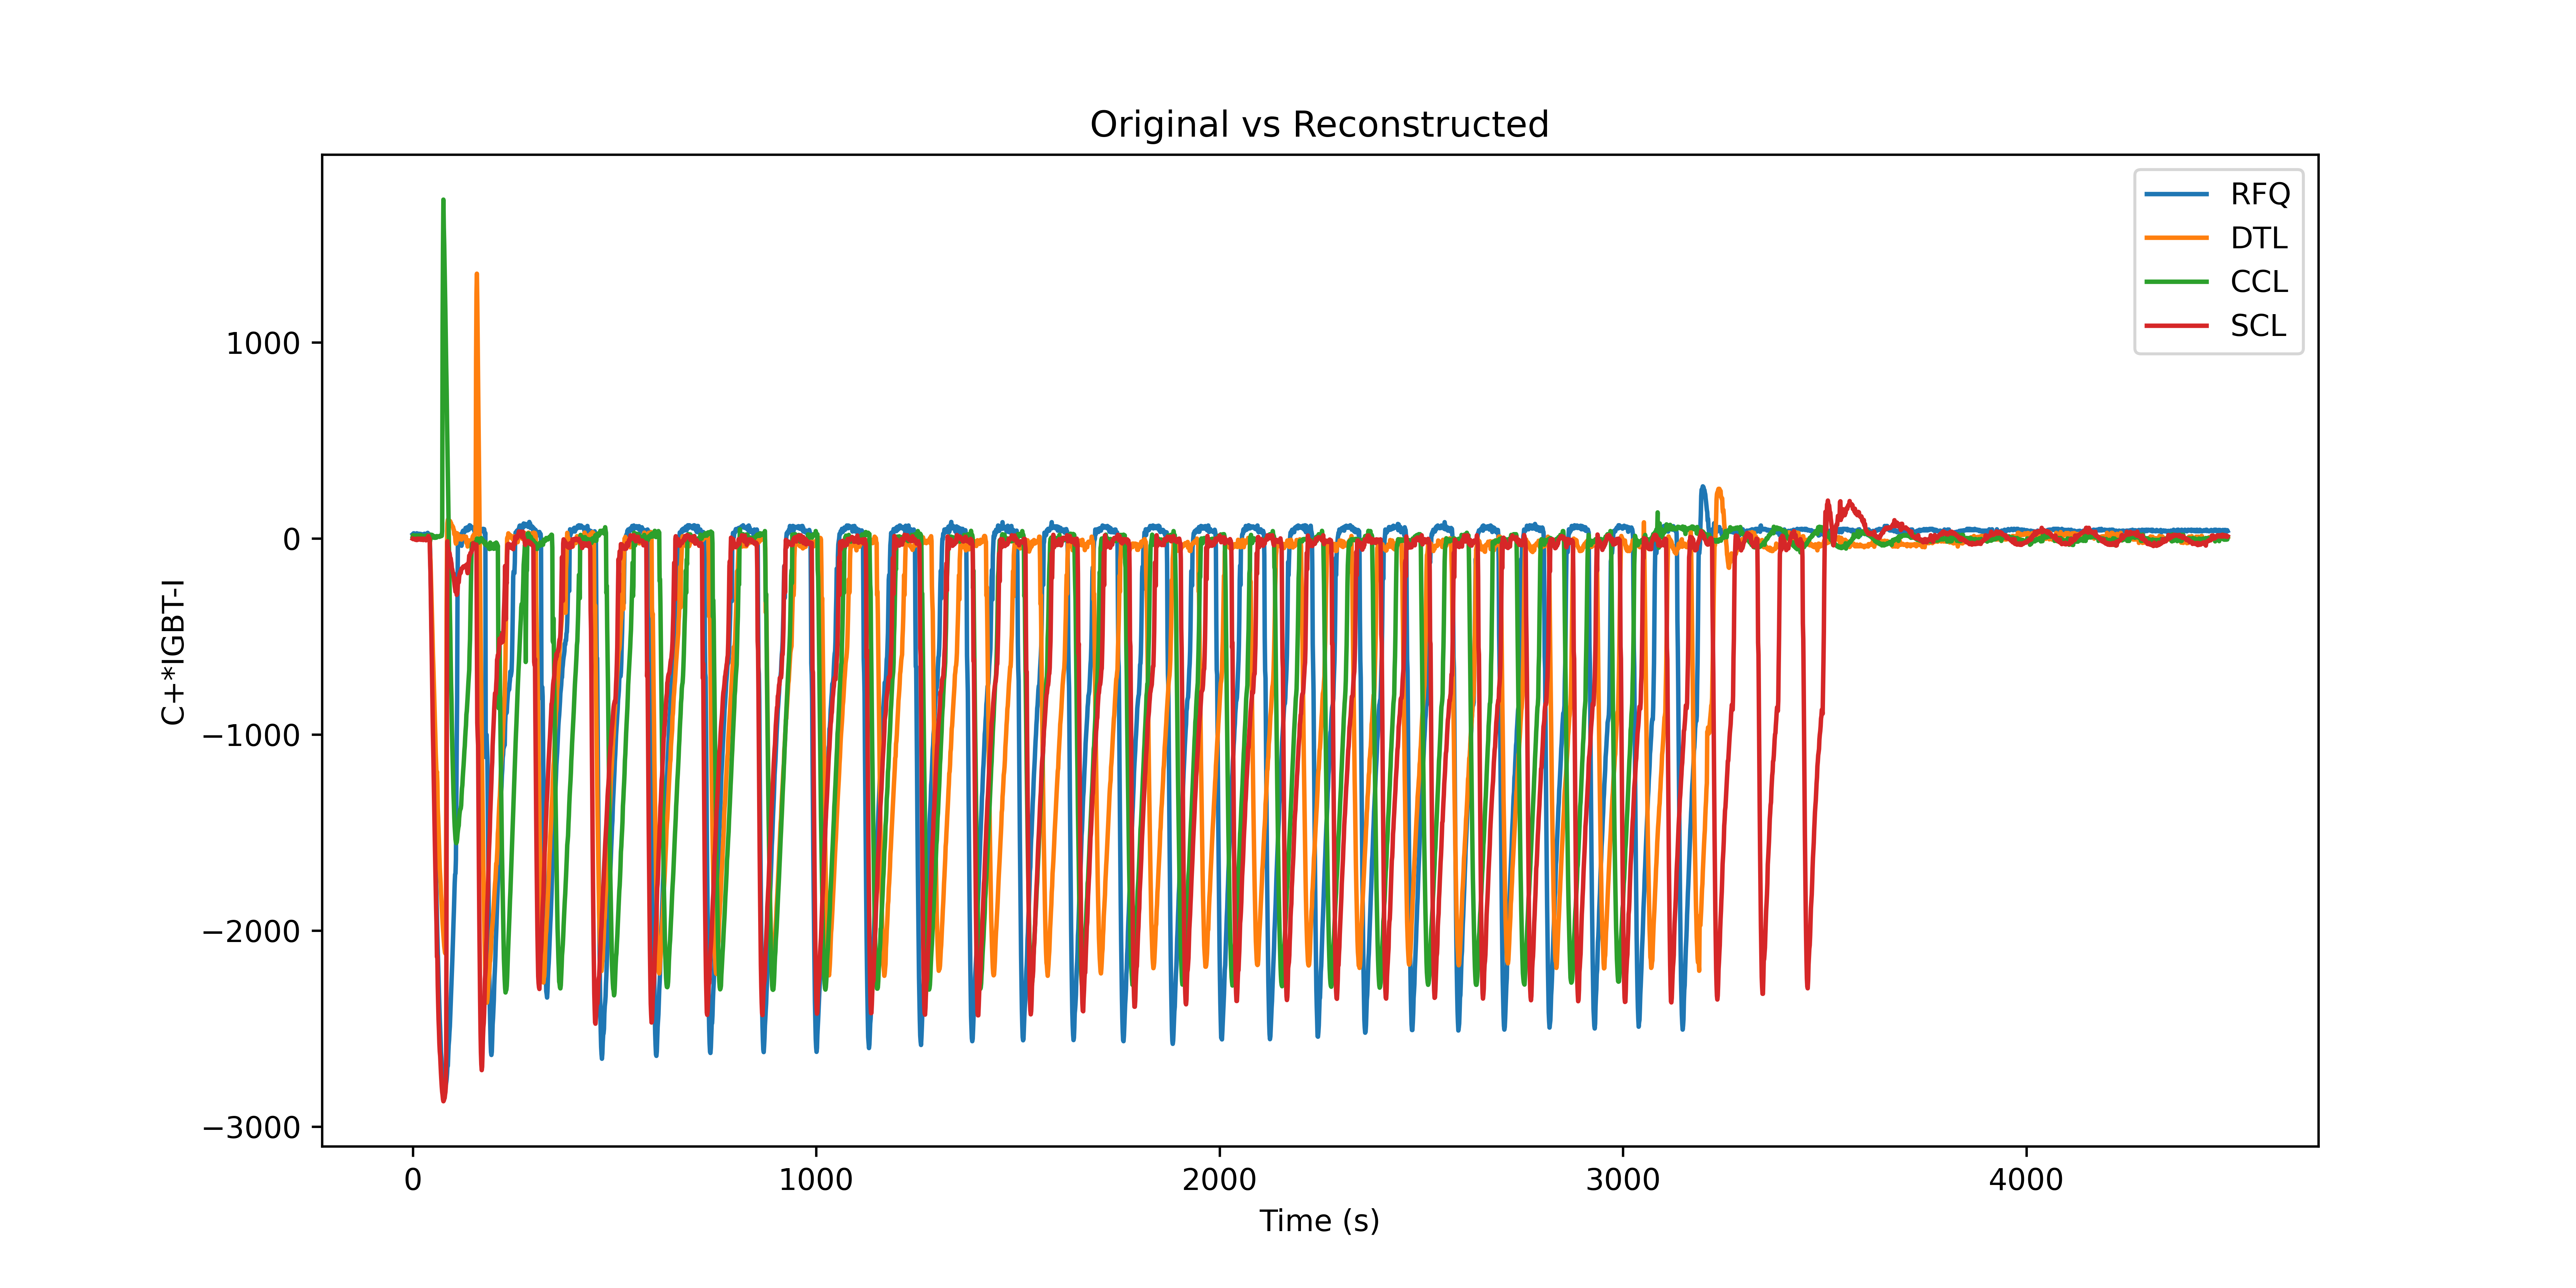 Original vs Reconstructed
RFQ
DTL
CCL
SCL
C+*IGBT-I
1000
0
−1000
−2000
−3000
0
1000
2000
3000
4000
Time (s)